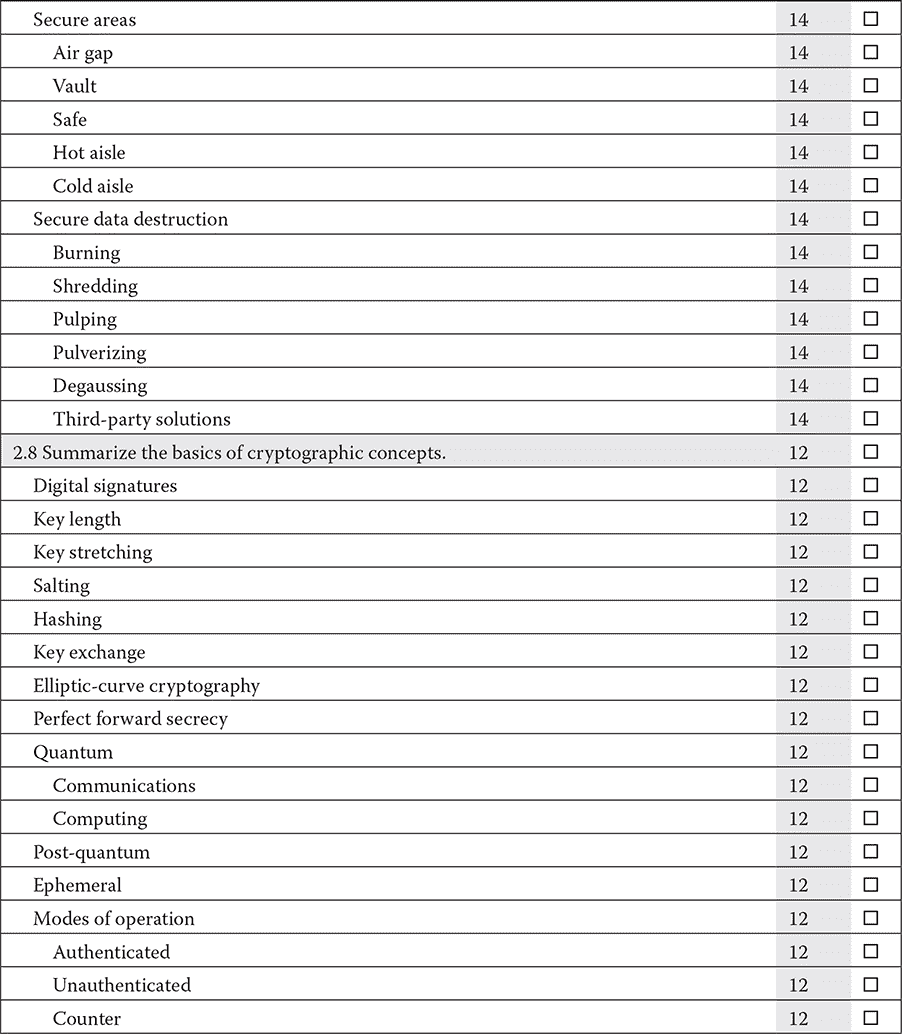 Secure areas 14 ☐
Air gap 14 ☐
Vault 14 ☐
Safe 14 ☐
Hot aisle 14 ☐
Cold aisle 14 ☐
Secure data destruction 14 ☐
Burning 14 ☐
Shredding 14 ☐
Pulping 14 ☐
Pulverizing 14 ☐
Degaussing 14 ☐
Third-party solutions 14 ☐
2.8 Summarize the basics of cryptographic concepts. 12 ☐
Digital signatures 12 ☐
Key length 12 ☐
Key stretching 12 ☐
Salting 12 ☐
Hashing 12 ☐
Key exchange 12 ☐
Elliptic-curve cryptography 12 ☐
Perfect forward secrecy 12 ☐
Quantum 12 ☐
Communications 12 ☐
Computing 12 ☐
Post-quantum 12 ☐
Ephemeral 12 ☐
Modes of operation 12 ☐
Authenticated 12 ☐
Unauthenticated 12 ☐
Counter 12 ☐